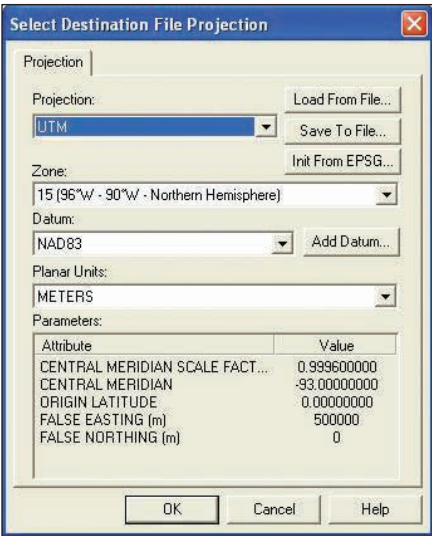 Select Destination File Projection
Projection
Projection:
Load From File...
UTM
Save To File...
Init From EPSG...
Zone:
15 (96°W - 90°W - Northern Hemisphere)
Datum:
NAD83
Add Datum...
Planar Units:
METERS
Parameters:
Attribute Value
CENTRAL MERIDIAN SCALE FACT... 0.999600000
CENTRAL MERIDIAN -93.00000000
ORIGIN LATITUDE 0.00000000
FALSE EASTING (m) 500000
FALSE NORTHING (m) 0
OK Cancel Help